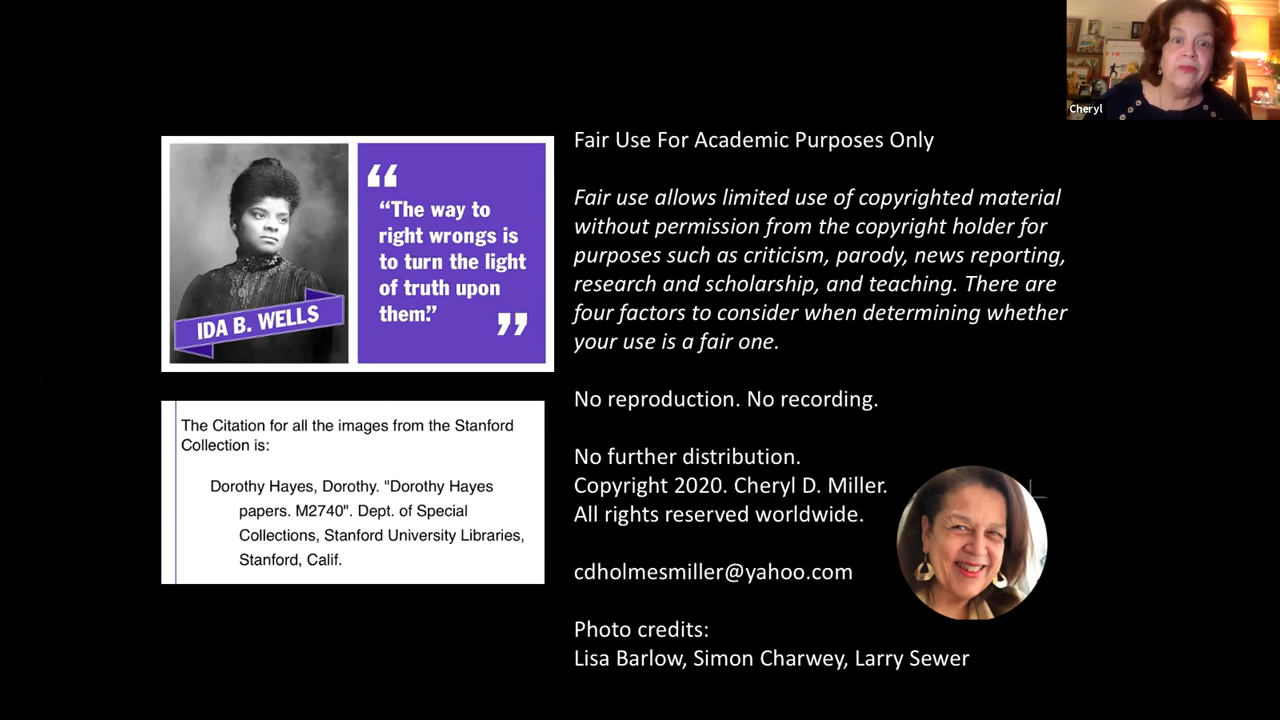 Cheryl
“
“The way to
right wrongs is
to turn the light
of truth upon
them.”
”
IDA B. WELLS
The Citation for all the images from the Stanford
Collection is:
Dorothy Hayes, Dorothy. "Dorothy Hayes
papers. M2740". Dept. of Special
Collections, Stanford University Libraries,
Stanford, Calif.
Fair Use For Academic Purposes Only
Fair use allows limited use of copyrighted material
without permission from the copyright holder for
purposes such as criticism, parody, news reporting,
research and scholarship, and teaching. There are
four factors to consider when determining whether
your use is a fair one.
No reproduction. No recording.
No further distribution.
Copyright 2020. Cheryl D. Miller.
All rights reserved worldwide.
cdholmesmiller@yahoo.com
Photo credits:
Lisa Barlow, Simon Charwey, Larry Sewer